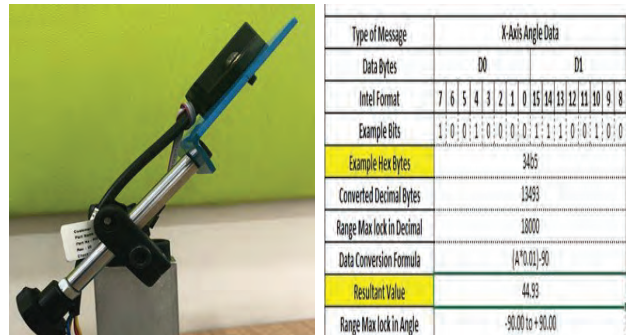 Type of Message X-Axis Angle Data
Data Bytes D0 D1
Intel Format 7 6 5 4 3 2 1 0 15 14 13 12 11 10 9 8
Example Bits 1 0 0 1 0 0 0 0 1 1 0 1 0 0
Example Hex Bytes 34b5
Converted Decimal Bytes 13493
Range Max lock in Decimal 18000
Data Conversion Formula (A*0.01)-90
Resultant Value 44.93
Range Max lock in Angle -90.00 to +90.00